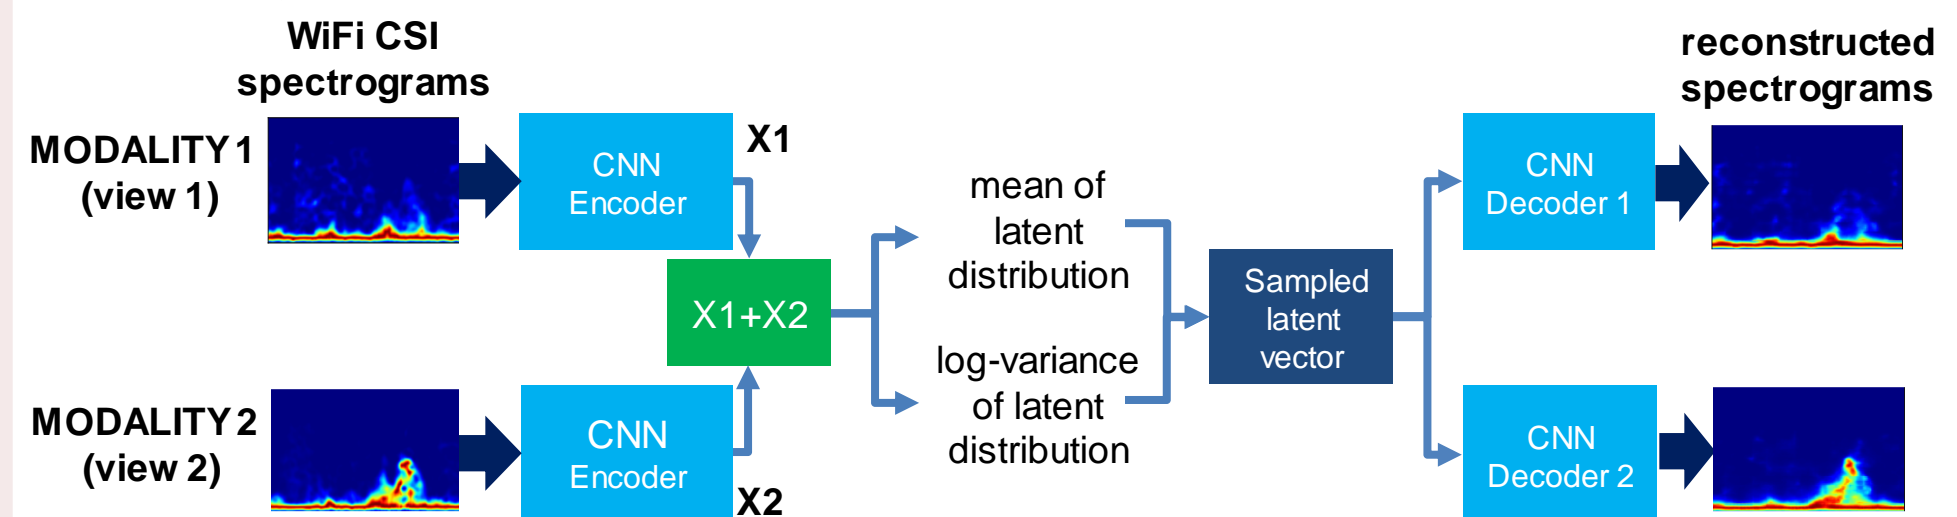 WiFi CSI
spectrograms
MODALITY 1
(view 1)
CNN
Encoder
X1
MODALITY 2
(view 2)
CNN
Encoder
X2
X1+X2
mean of
latent
distribution
log-variance
of latent
distribution
Sampled
latent
vector
CNN
Decoder 1
CNN
Decoder 2
reconstructed
spectrograms